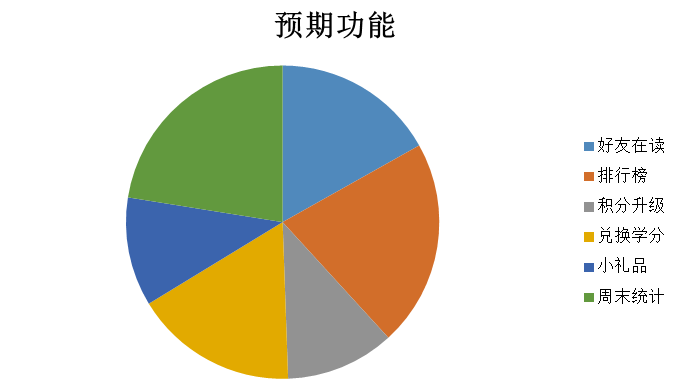 预期功能
好友在读
排行榜
积分升级
兑换学分
小礼品
周末统计